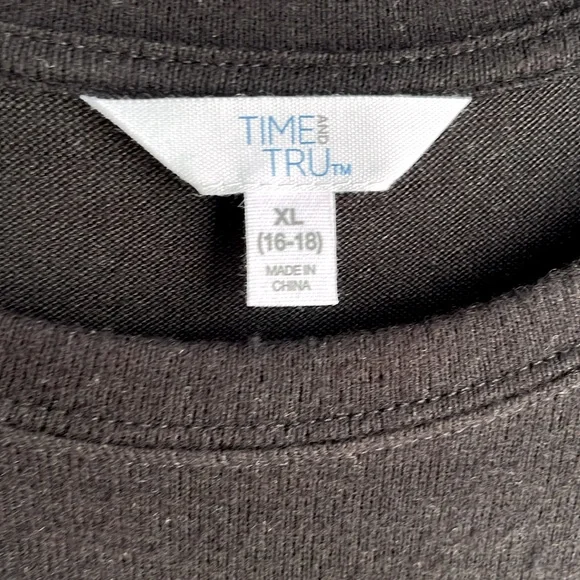 TIME AND
TRU™
XL
(16-18)
MADE IN
CHINA